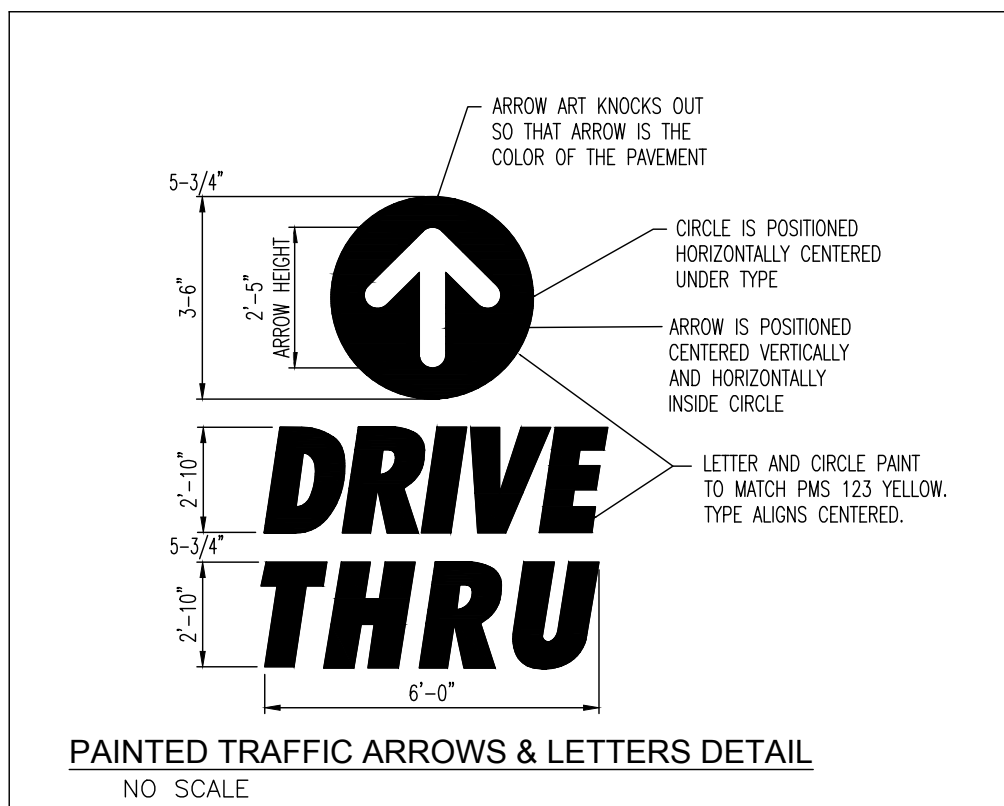 ARROW ART KNOCKS OUT
SO THAT ARROW IS THE
COLOR OF THE PAVEMENT
5-3/4"
3-6"
2'-5"
ARROW HEIGHT
CIRCLE IS POSITIONED
HORIZONTALLY CENTERED
UNDER TYPE
ARROW IS POSITIONED
CENTERED VERTICALLY
AND HORIZONTALLY
INSIDE CIRCLE
2'-10"
DRIVE
LETTER AND CIRCLE PAINT
TO MATCH PMS 123 YELLOW.
TYPE ALIGNS CENTERED.
5-3/4"
2'-10"
THRU
6'-0"
PAINTED TRAFFIC ARROWS & LETTERS DETAIL
NO SCALE